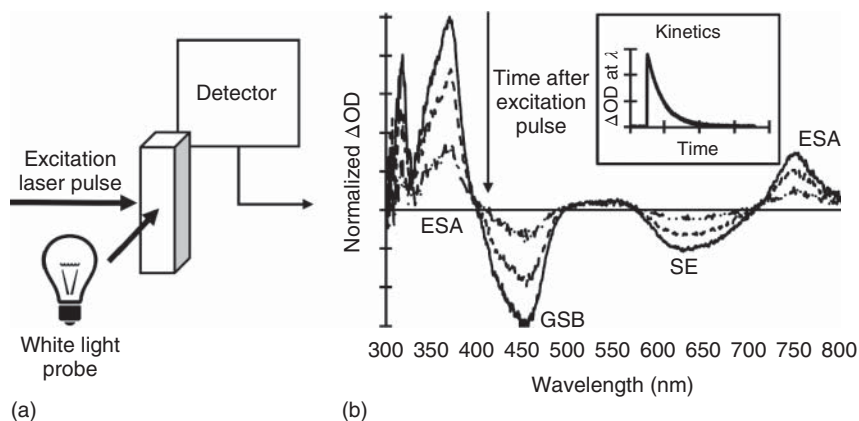 Detector
Excitation
laser pulse
White light
probe
(a)
Normalized ΔOD
Time after
excitation
pulse
Kinetics
ΔOD at λ
Time
ESA
ESA
SE
GSB
300 350 400 450 500 550 600 650 700 750 800
Wavelength (nm)
(b)